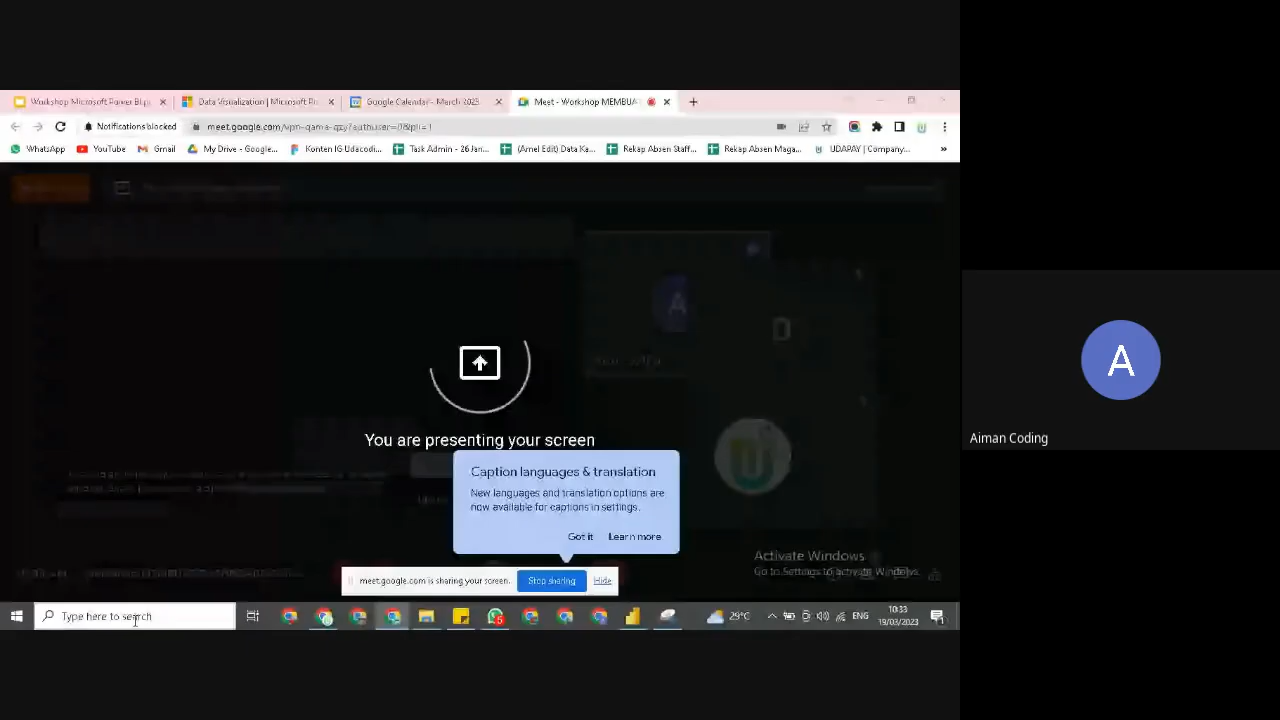 Workshop Microsoft Power BI.p
Data Visualization | Microsoft Po
Google Calendar - March 2023
Meet - Workshop MEMBUA
Notifications blocked
WhatsApp
YouTube
Gmail
My Drive - Google...
Konten IG Udacodi...
Task Admin - 26 Jan...
(Amel Edit) Data Ka...
Rekap Absen Staff...
Rekap Absen Maga...
UDAPAY | Company...
»
A
You are presenting your screen
Caption languages & translation
New languages and translation options are
now available for captions in settings.
Got it Learn more
Activate Windows
Go to Settings to activate Windows.
meet.google.com is sharing your screen. Stop sharing Hide
Type here to search
5
29°C
ENG
10:33
19/03/2023
A
Aiman Coding